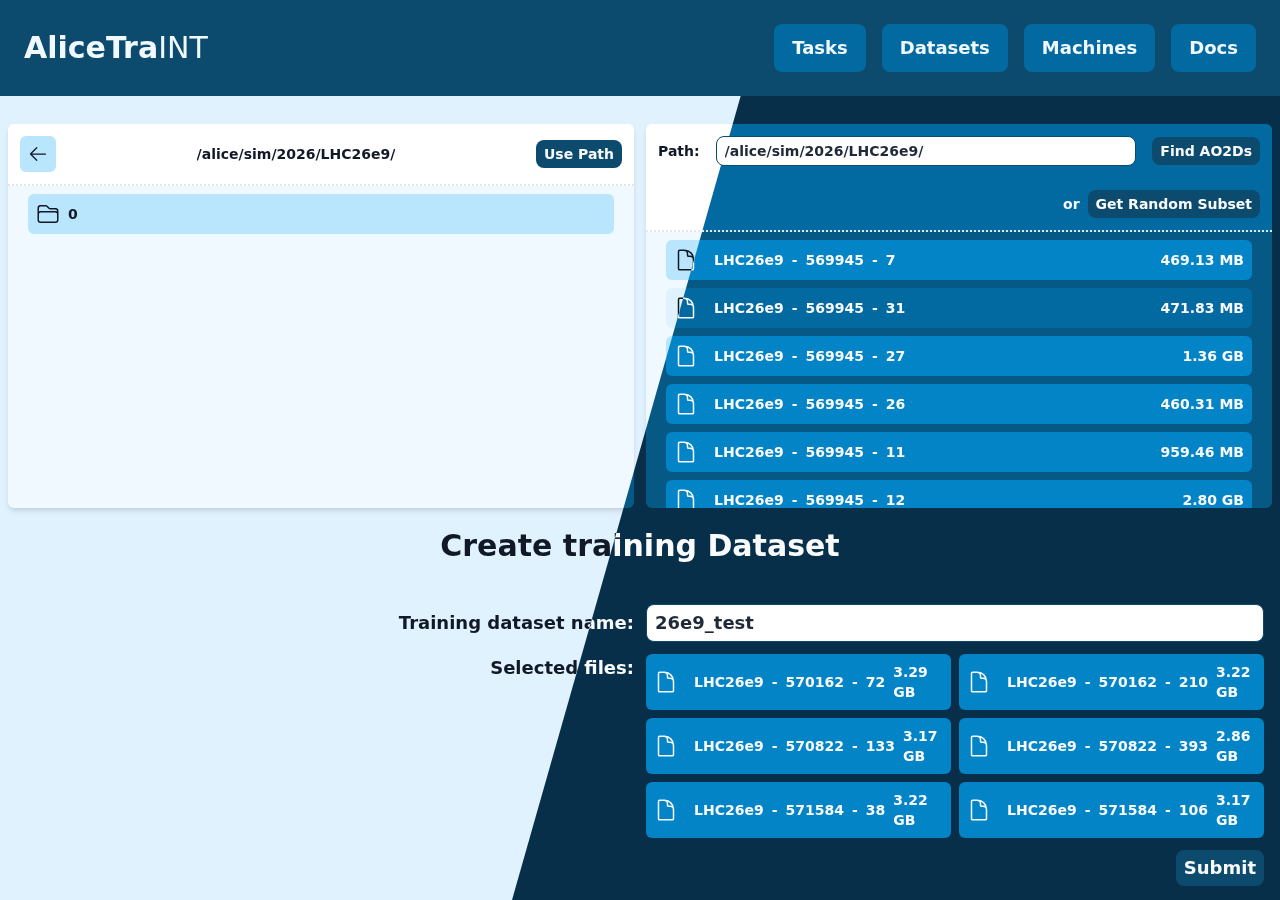 AliceTraINT
Tasks
Datasets
Machines
Docs
/alice/sim/2026/LHC26e9/
Use Path
0
Path:
/alice/sim/2026/LHC26e9/
Find AO2Ds
or
Get Random Subset
LHC26e9 - 569945 - 7 469.13 MB
LHC26e9 - 569945 - 31 471.83 MB
LHC26e9 - 569945 - 27 1.36 GB
LHC26e9 - 569945 - 26 460.31 MB
LHC26e9 - 569945 - 11 959.46 MB
LHC26e9 - 569945 - 12 2.80 GB
Create training Dataset
Training dataset name:
26e9_test
Selected files:
LHC26e9 - 570162 - 72 3.29 GB
LHC26e9 - 570162 - 210 3.22 GB
LHC26e9 - 570822 - 133 3.17 GB
LHC26e9 - 570822 - 393 2.86 GB
LHC26e9 - 571584 - 38 3.22 GB
LHC26e9 - 571584 - 106 3.17 GB
Submit